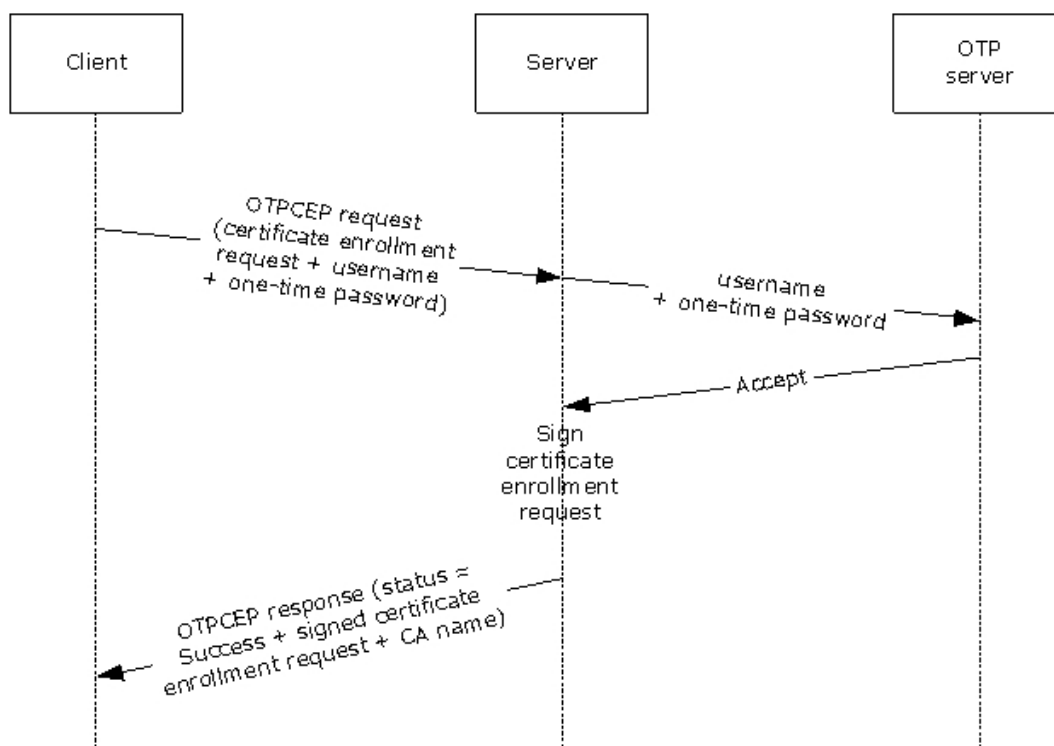 Client
Server
OTP
server
OTPCEP request
(certificate enrollment
request + username
+ one-time password)
username
+ one-time password
Accept
Sign
certificate
enrollment
request
OTPCEP response (status =
Success + signed certificate
enrollment request + CA name)